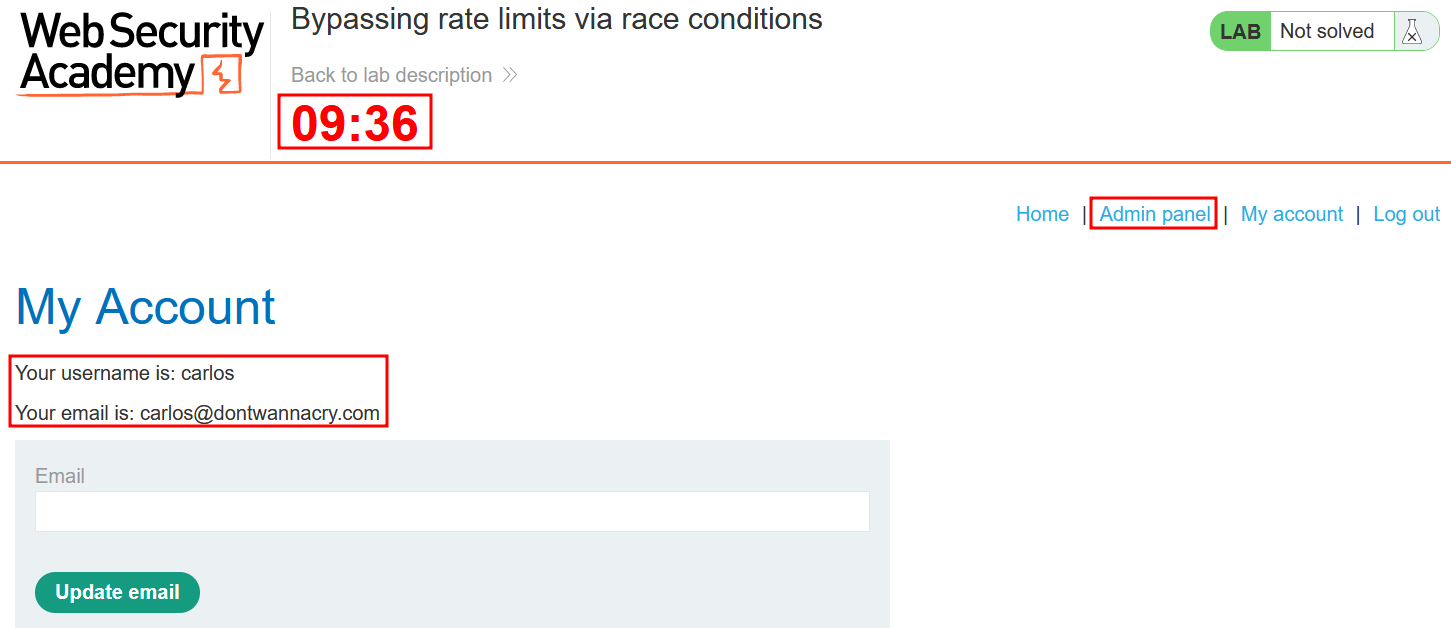 Web Security
Academy
Bypassing rate limits via race conditions
Back to lab description
09:36
LAB Not solved
Home | Admin panel | My account | Log out
My Account
Your username is: carlos
Your email is: carlos@dontwannacry.com
Email
Update email